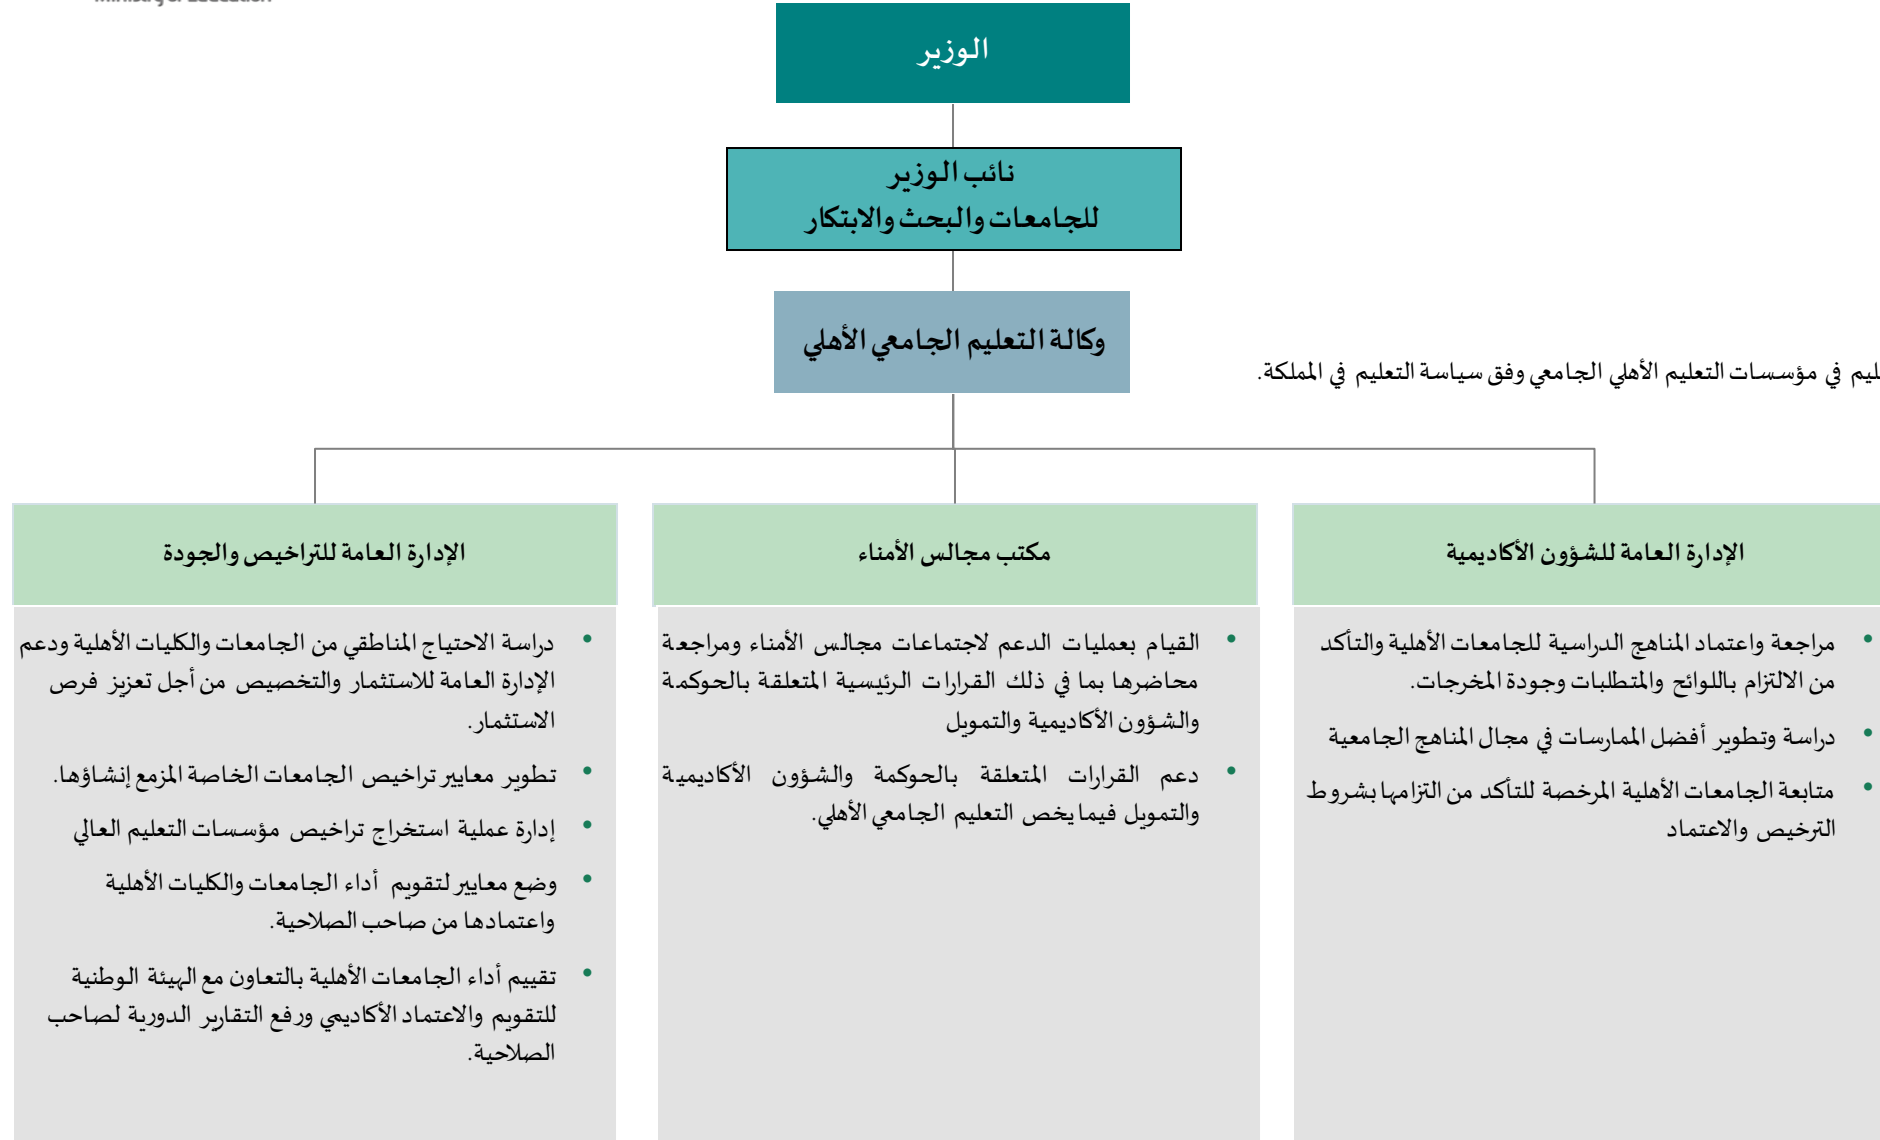 Ministry of Education
الوزير
نائب الوزير
للجامعات والبحث والابتكار
وكالة التعليم الجامعي الأهلي
في مؤسسات التعليم الأهلي الجامعي وفق سياسة التعليم في المملكة.
الإدارة العامة للشؤون الأكاديمية
• مراجعة واعتماد المناهج الدراسية للجامعات الأهلية والتأكد
من الالتزام باللوائح والمتطلبات وجودة المخرجات.
• دراسة وتطوير أفضل الممارسات في مجال المناهج الجامعية
• متابعة الجامعات الأهلية المرخصة للتأكد من التزامها بشروط
الترخيص والاعتماد
مكتب مجالس الأمناء
• القيام بعمليات الدعم لاجتماعات مجالس الأمناء ومراجعة
محاضرها بما في ذلك القرارات الرئيسية المتعلقة بالحوكمة
والشؤون الأكاديمية والتمويل
• دعم القرارات المتعلقة بالحوكمة والشؤون الأكاديمية
والتمويل فيما يخص التعليم الجامعي الأهلي.
الإدارة العامة للتراخيص والجودة
• دراسة الاحتياج المناطقي من الجامعات والكليات الأهلية ودعم
الإدارة العامة للاستثمار والتخصيص من أجل تعزيز فرص
الاستثمار.
• تطوير معايير تراخيص الجامعات الخاصة المزمع إنشاؤها.
• إدارة عملية استخراج تراخيص مؤسسات التعليم العالي
• وضع معايير لتقويم أداء الجامعات والكليات الأهلية
واعتمادها من صاحب الصلاحية.
• تقييم أداء الجامعات الأهلية بالتعاون مع الهيئة الوطنية
للتقويم والاعتماد الأكاديمي ورفع التقارير الدورية لصاحب
الصلاحية.